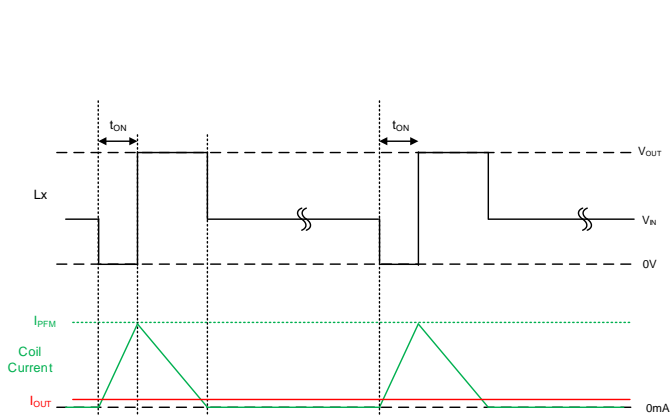 tON
tON
VOUT
Lx
VIN
0V
IPFM
Coil
Current
IOUT
0mA